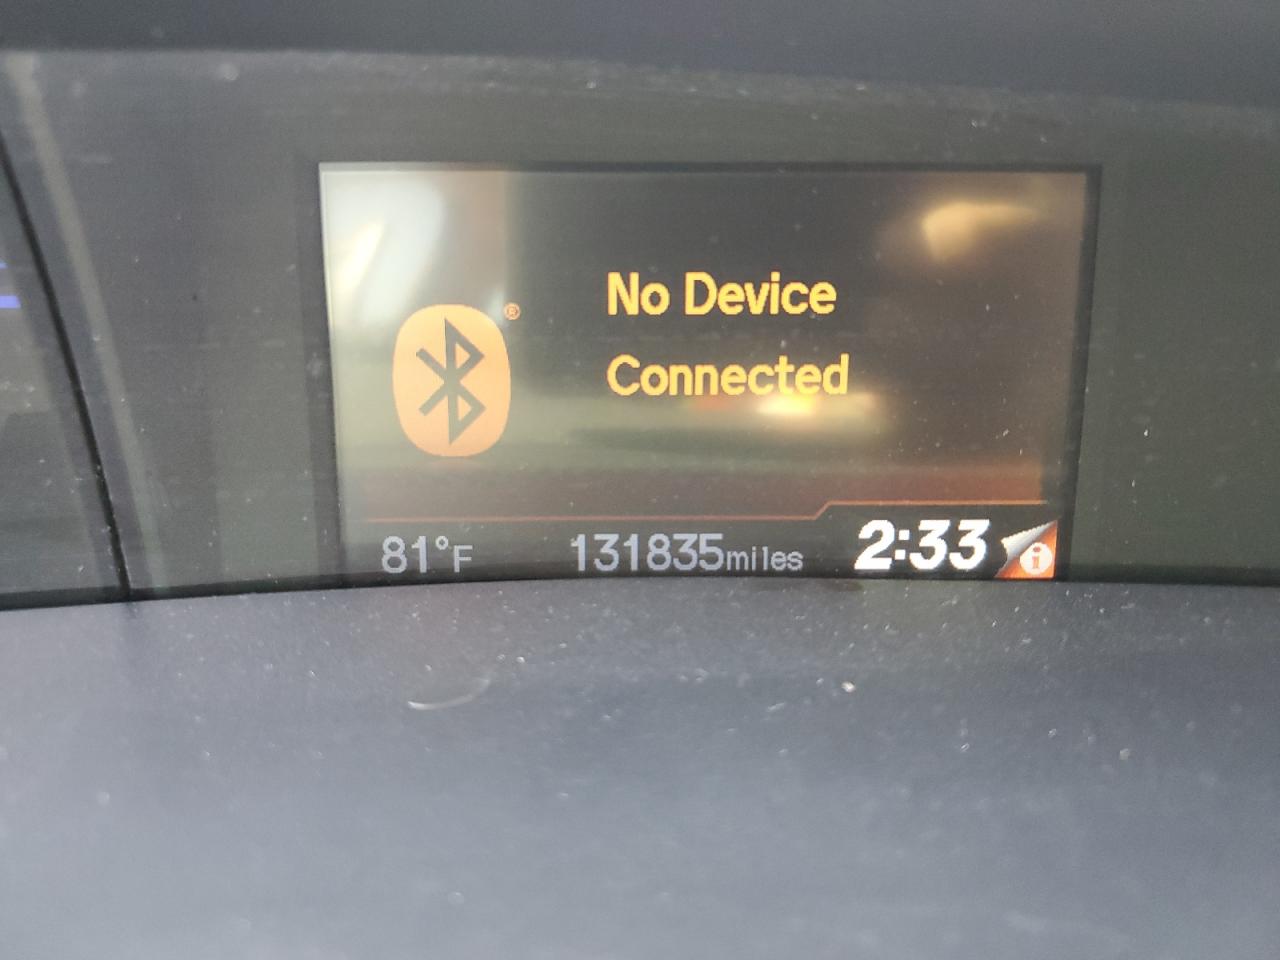 No Device
Connected
®
81°F 131835miles 2:33 i